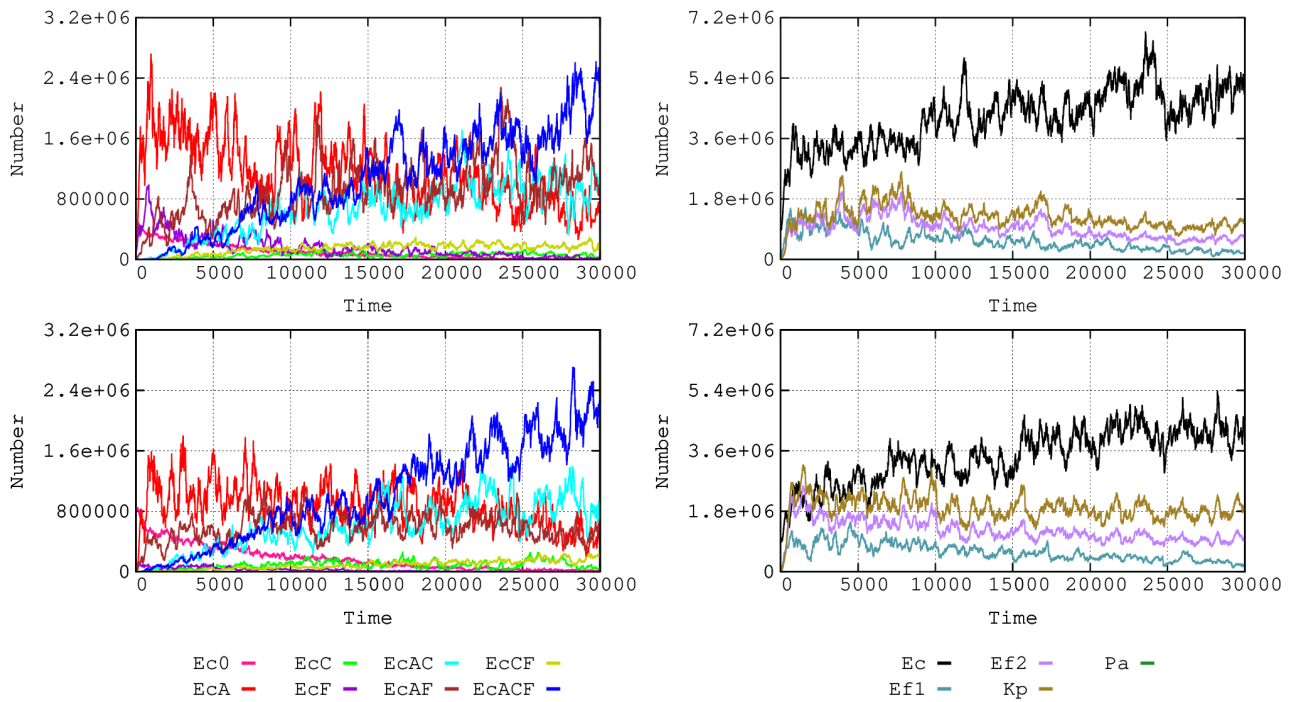 3.2e+06
2.4e+06
1.6e+06
800000
0
Number
0 5000 10000 15000 20000 25000 30000
Time
7.2e+06
5.4e+06
3.6e+06
1.8e+06
0
Number
0 5000 10000 15000 20000 25000 30000
Time
3.2e+06
2.4e+06
1.6e+06
800000
0
Number
0 5000 10000 15000 20000 25000 30000
Time
7.2e+06
5.4e+06
3.6e+06
1.8e+06
0
Number
0 5000 10000 15000 20000 25000 30000
Time
Ec0 EcC EcAC EcCF
EcA EcF EcAF EcACF
Ec Ef2 Pa
Ef1 Kp